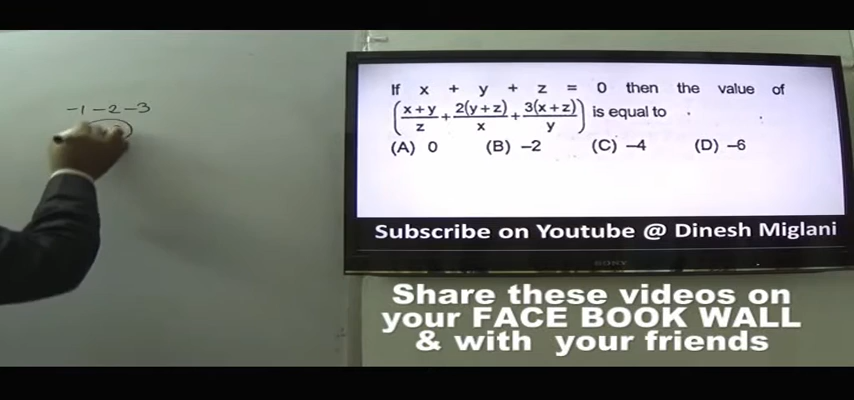 -1 -2 -3
If x + y + z = 0 then the value of
((x+y)/z + 2(y+z)/x + 3(x+z)/y) is equal to
(A) 0 (B) -2 (C) -4 (D) -6
Subscribe on Youtube @ Dinesh Miglani
SONY
Share these videos on
your FACE BOOK WALL
& with your friends